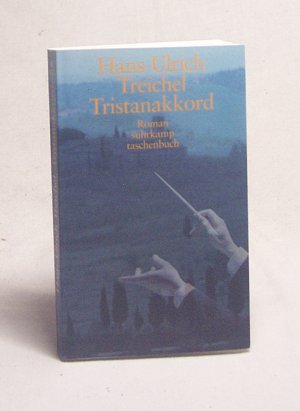 Hans-Ulrich
Treichel
Tristanakkord
Roman
suhrkamp
taschenbuch